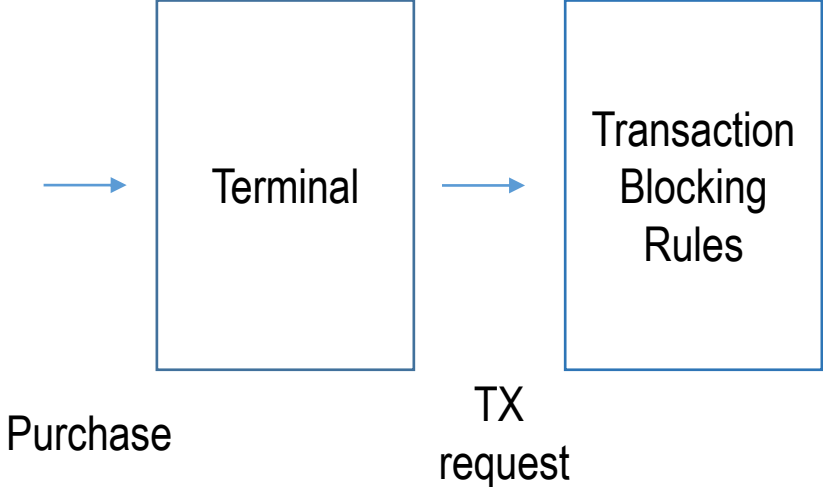 Terminal
Transaction
Blocking
Rules
Purchase
TX
request